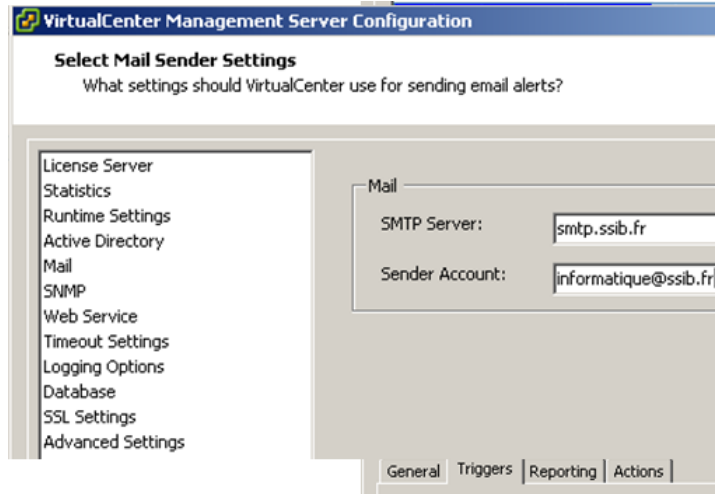 VirtualCenter Management Server Configuration
Select Mail Sender Settings
What settings should VirtualCenter use for sending email alerts?
License Server
Statistics
Runtime Settings
Active Directory
Mail
SNMP
Web Service
Timeout Settings
Logging Options
Database
SSL Settings
Advanced Settings
Mail
SMTP Server: smtp.ssib.fr
Sender Account: informatique@ssib.fr
General Triggers Reporting Actions